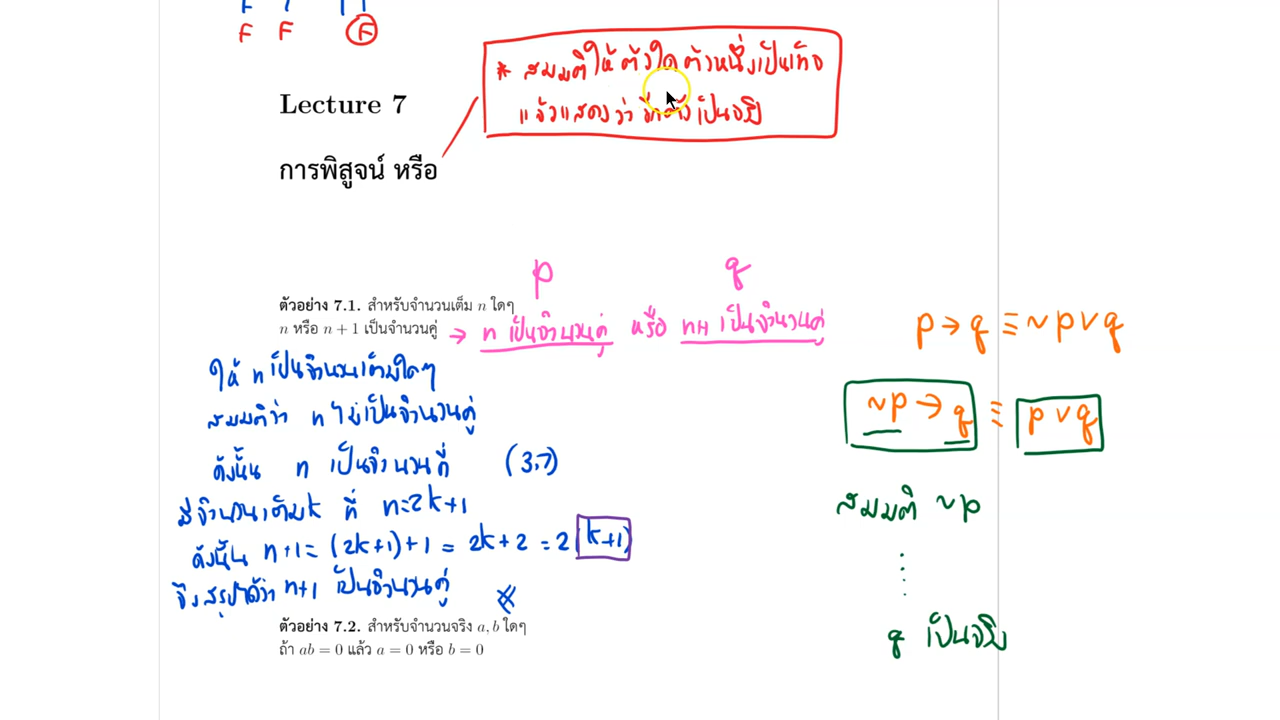 F F F
* สมมติให้ตัวใดตัวหนึ่งเป็นเท็จ
แล้วแสดงว่า อีกตัวเป็นจริง
Lecture 7
การพิสูจน์ หรือ
p q
ตัวอย่าง 7.1. สำหรับจำนวนเต็ม n ใดๆ
n หรือ n + 1 เป็นจำนวนคู่ → n เป็นจำนวนคู่ หรือ n+1 เป็นจำนวนคู่
p → q ≡ ~p ∨ q
ให้ n เป็นจำนวนเต็มใดๆ
สมมติว่า n ไม่เป็นจำนวนคู่
~p → q ≡ p ∨ q
ดังนั้น n เป็นจำนวนคี่ (3.7)
มีจำนวนเต็ม k ที่ n=2k+1
สมมติ ~p
ดังนั้น n+1 = (2k+1)+1 = 2k+2 = 2(k+1)
จึงสรุปได้ว่า n+1 เป็นจำนวนคู่
ตัวอย่าง 7.2. สำหรับจำนวนจริง a, b ใดๆ
ถ้า ab = 0 แล้ว a = 0 หรือ b = 0
q เป็นจริง